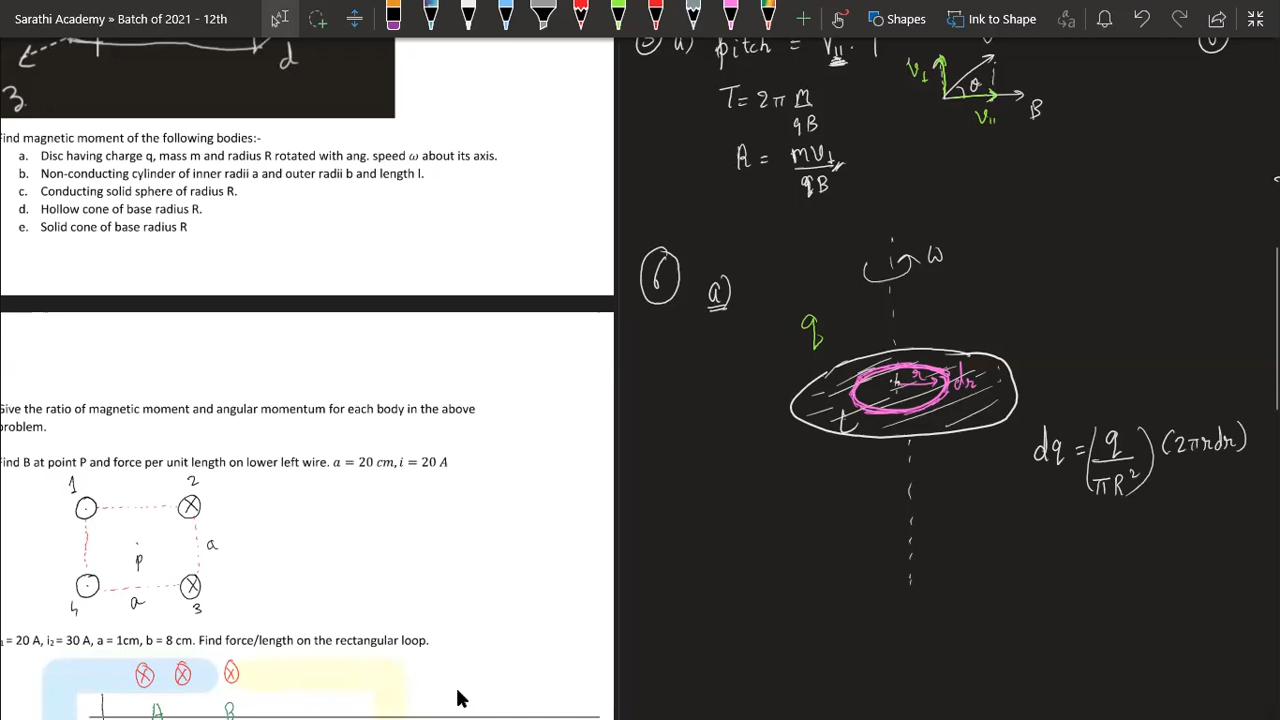 Sarathi Academy » Batch of 2021 - 12th
Shapes
Ink to Shape
d
3.
Find magnetic moment of the following bodies:-
a. Disc having charge q, mass m and radius R rotated with ang. speed ω about its axis.
b. Non-conducting cylinder of inner radii a and outer radii b and length l.
c. Conducting solid sphere of radius R.
d. Hollow cone of base radius R.
e. Solid cone of base radius R
Give the ratio of magnetic moment and angular momentum for each body in the above
problem.
Find B at point P and force per unit length on lower left wire. a = 20 cm, i = 20 A
1 2
a
p
4 a 3
= 20 A, i₂ = 30 A, a = 1cm, b = 8 cm. Find force/length on the rectangular loop.
A B
a) pitch = V∥ .
T = 2π m/qB
R = mV⊥/qB
V⊥ θ
V∥ B
6 a)
ω
q
r dr
t
dq = (q/πR²) (2πrdr)